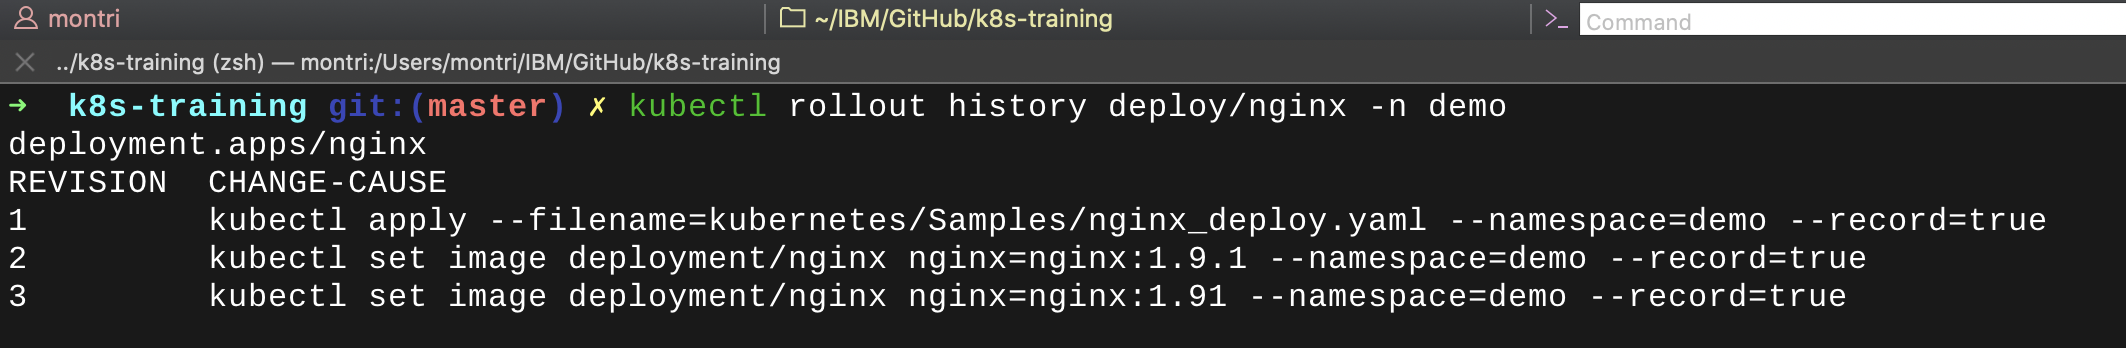 montri
~/IBM/GitHub/k8s-training
Command
../k8s-training (zsh) — montri:/Users/montri/IBM/GitHub/k8s-training
➜ k8s-training git:(master) ✗ kubectl rollout history deploy/nginx -n demo
deployment.apps/nginx
REVISION CHANGE-CAUSE
1 kubectl apply --filename=kubernetes/Samples/nginx_deploy.yaml --namespace=demo --record=true
2 kubectl set image deployment/nginx nginx=nginx:1.9.1 --namespace=demo --record=true
3 kubectl set image deployment/nginx nginx=nginx:1.91 --namespace=demo --record=true